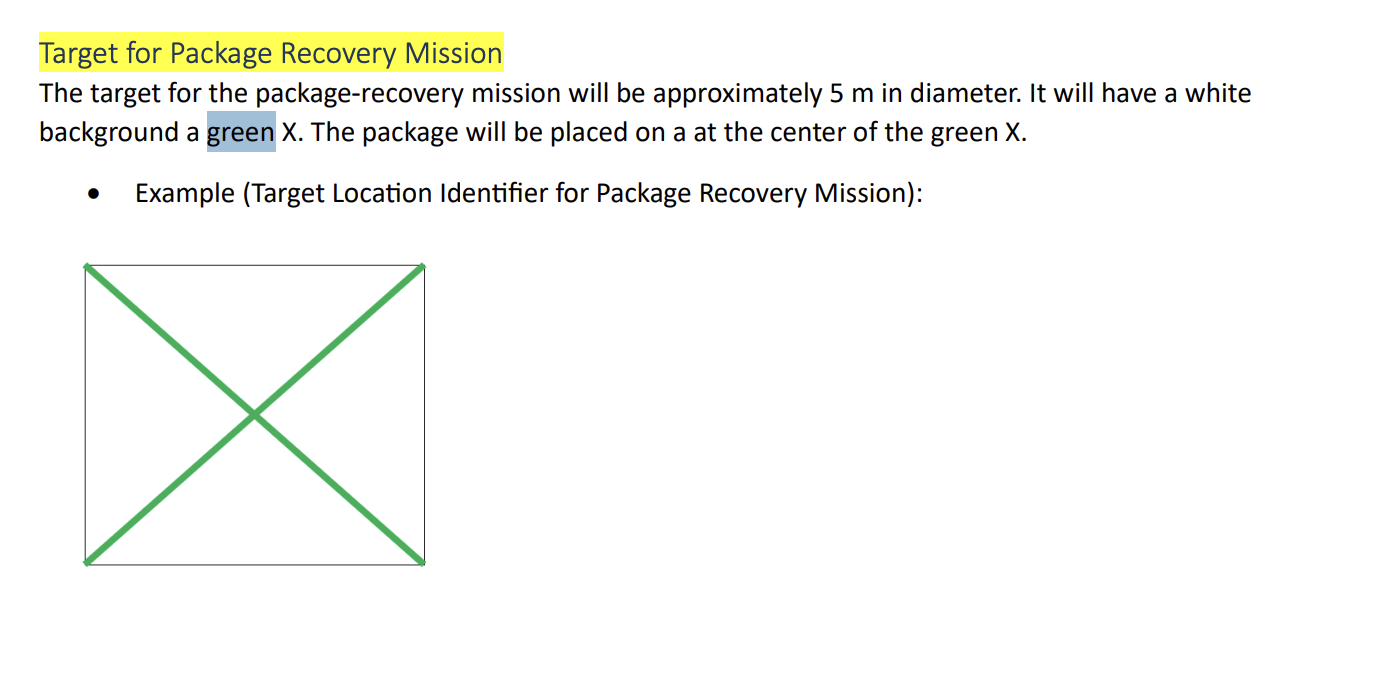 Target for Package Recovery Mission
The target for the package-recovery mission will be approximately 5 m in diameter. It will have a white
background a green X. The package will be placed on a at the center of the green X.
• Example (Target Location Identifier for Package Recovery Mission):